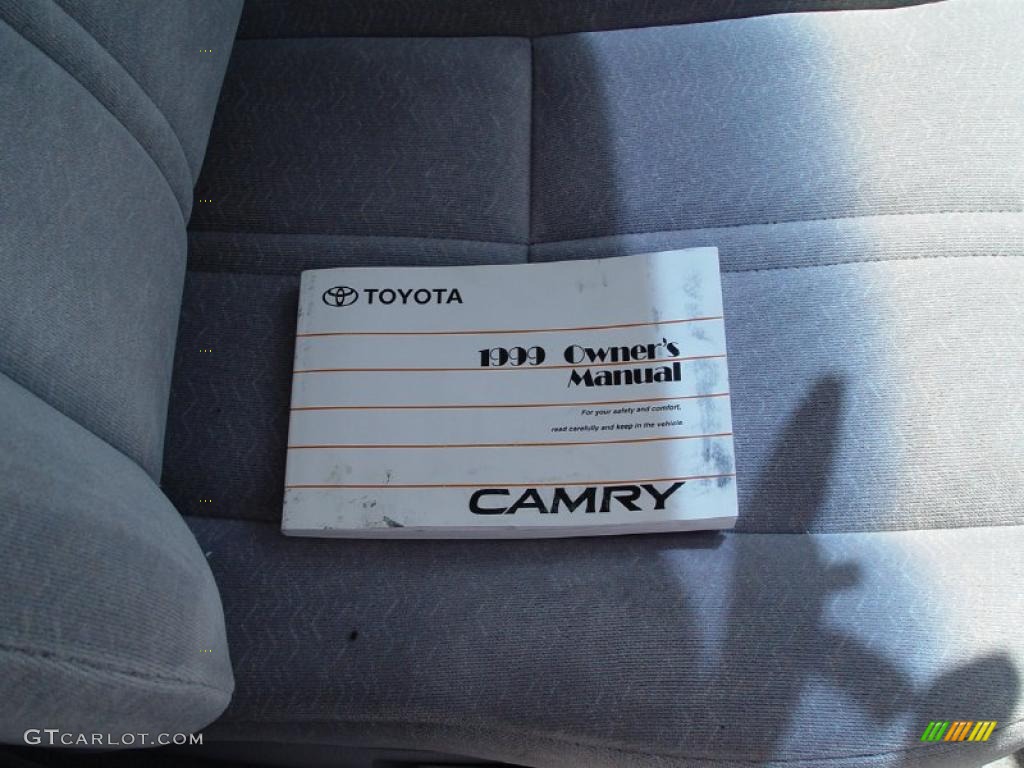 TOYOTA
1999 Owner's
Manual
For your safety and comfort,
read carefully and keep in the vehicle
CAMRY
GTCARLOT.COM